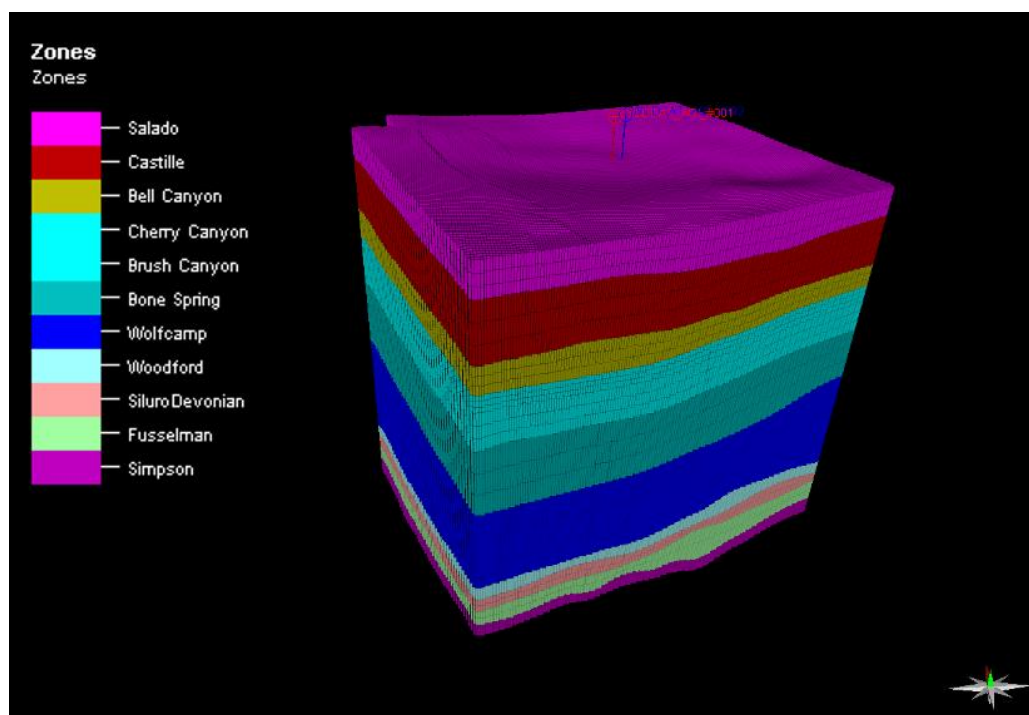 Zones
Zones
Salado
Castille
Bell Canyon
Cherry Canyon
Brush Canyon
Bone Spring
Wolfcamp
Woodford
SiluroDevonian
Fusselman
Simpson